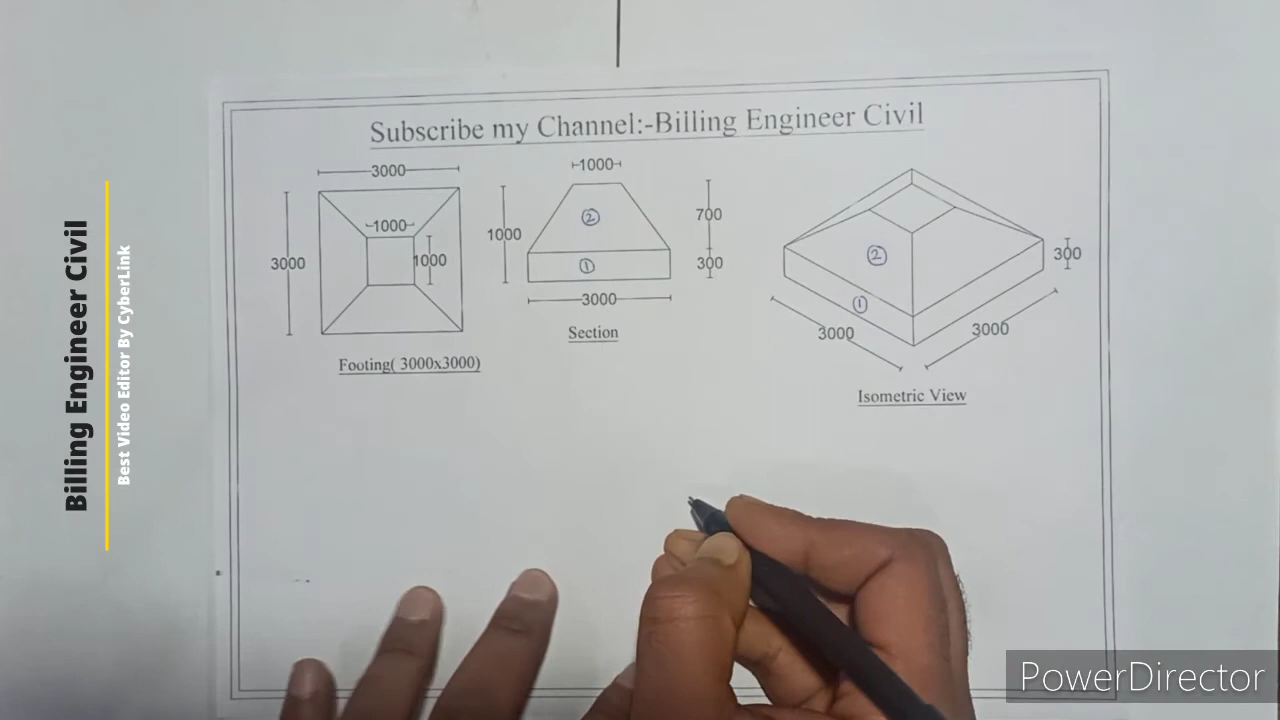 Billing Engineer Civil
Best Video Editor By CyberLink
Subscribe my Channel:-Billing Engineer Civil
3000
3000
1000
1000
Footing( 3000x3000)
1000
1000
②
①
700
300
3000
Section
②
①
300
3000
3000
Isometric View
PowerDirector